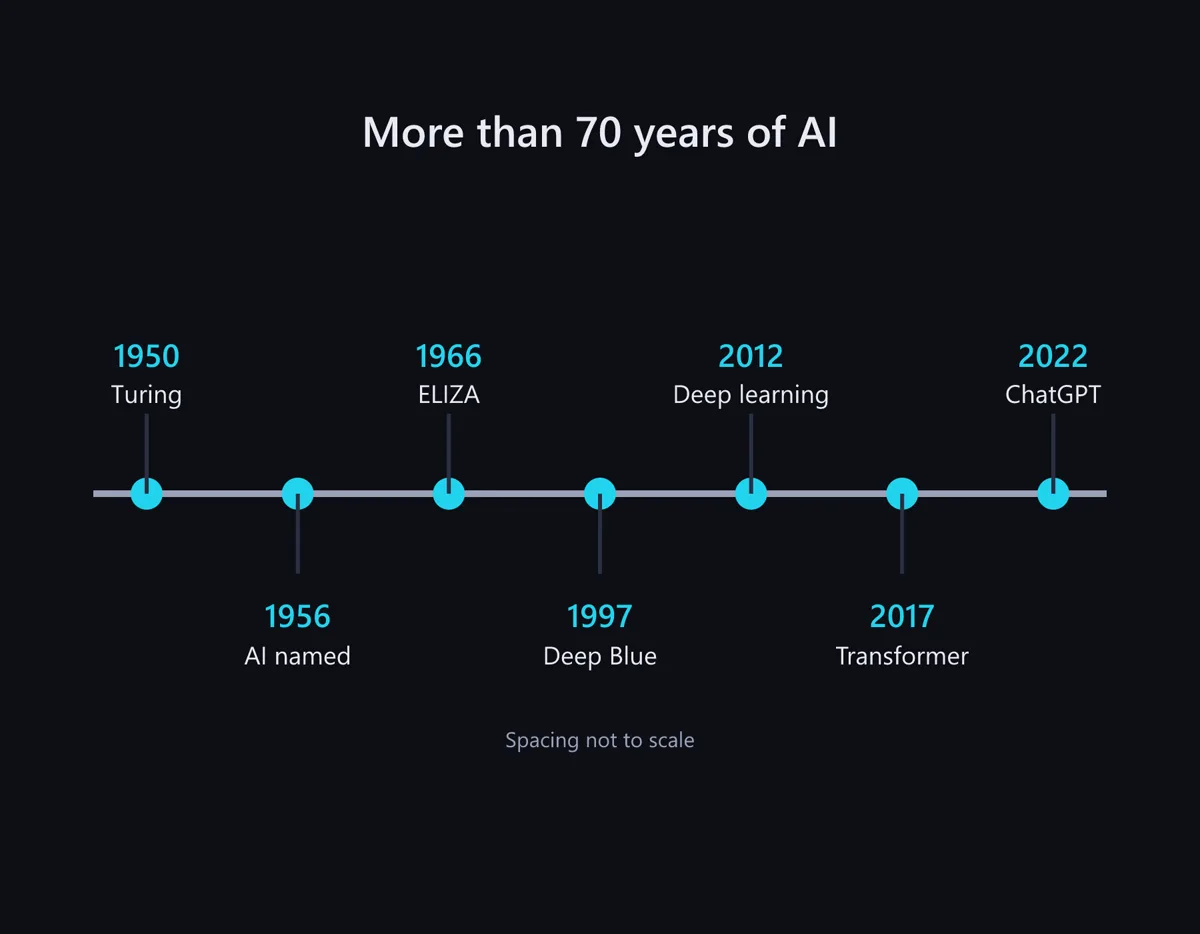 More than 70 years of AI
1950
Turing
1966
ELIZA
2012
Deep learning
2022
ChatGPT
1956
AI named
1997
Deep Blue
2017
Transformer
Spacing not to scale